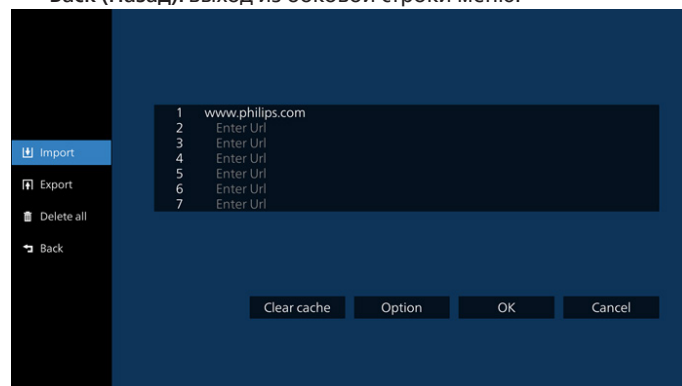 Back (Назад): выход из боковой строки меню.
1 www.philips.com
2 Enter Url
3 Enter Url
4 Enter Url
5 Enter Url
6 Enter Url
7 Enter Url
Import
Export
Delete all
Back
Clear cache Option OK Cancel